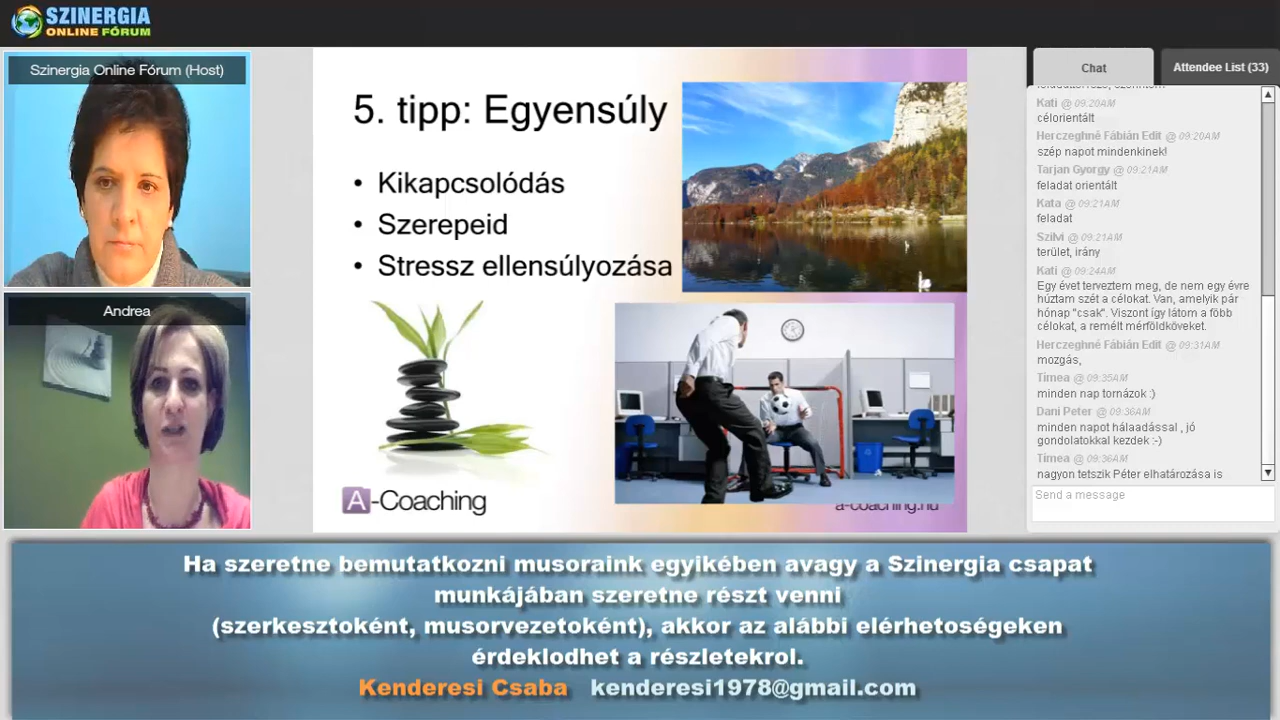 SZINERGIA
ONLINE FÓRUM
Szinergia Online Fórum (Host)
Andrea
5. tipp: Egyensúly
• Kikapcsolódás
• Szerepeid
• Stressz ellensúlyozása
A-Coaching
a-coaching.hu
Chat
Attendee List (33)
Kati @ 09:20AM
célorientált
Herczeghné Fábián Edit @ 09:20AM
szép napot mindenkinek!
Tarjan Gyorgy @ 09:21AM
feladat orientált
Kata @ 09:21AM
feladat
Szilvi @ 09:21AM
terület, irány
Kati @ 09:24AM
Egy évet terveztem meg, de nem egy évre
húztam szét a célokat. Van, amelyik pár
hónap "csak". Viszont így látom a főbb
célokat, a remélt mérföldköveket.
Herczeghné Fábián Edit @ 09:31AM
mozgás,
Tímea @ 09:35AM
minden nap tornázok :)
Dani Peter @ 09:36AM
minden napot hálaadással , jó
gondolatokkal kezdek :-)
Tímea @ 09:36AM
nagyon tetszik Péter elhatározása is
Send a message
Ha szeretne bemutatkozni musoraink egyikében avagy a Szinergia csapat
munkájában szeretne részt venni
(szerkesztoként, musorvezetoként), akkor az alábbi elérhetoségeken
érdeklodhet a részletekrol.
Kenderesi Csaba kenderesi1978@gmail.com